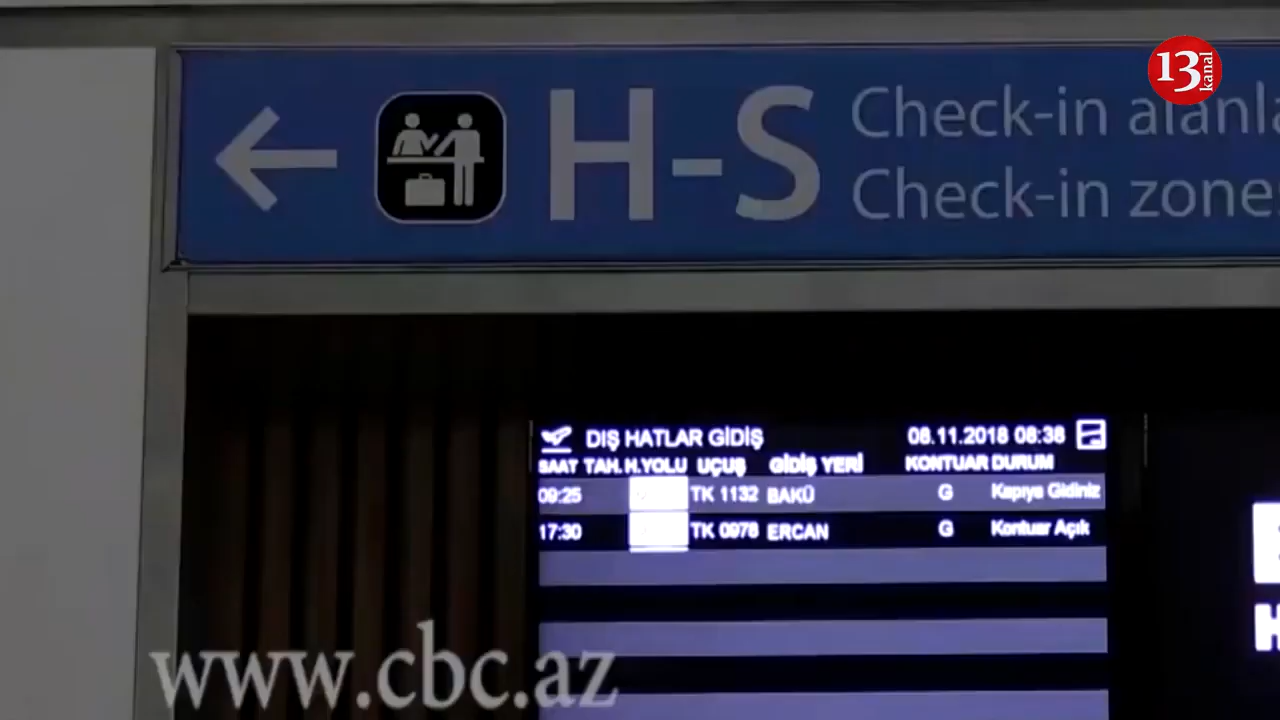 13 kanal
H-S
Check-in alanla
Check-in zone
DIŞ HATLAR GİDİŞ 08.11.2018 08:38
SAAT TAH. H.YOLU UÇUŞ GİDİŞ YERİ KONTUAR DURUM
09:25 TK 1132 BAKÜ G Kapıya Gidiniz
17:30 TK 0978 ERCAN G Kontuar Açık
H
www.cbc.az